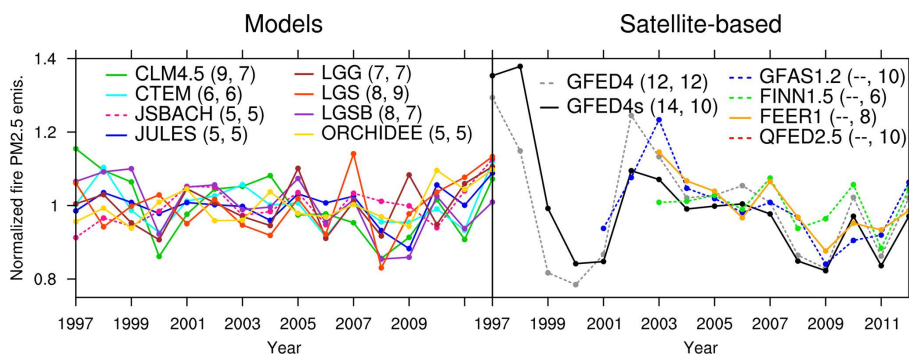 Models
Satellite-based
Normalized fire PM2.5 emis.
1.4
1.2
1
0.8
CLM4.5 (9, 7)
CTEM (6, 6)
JSBACH (5, 5)
JULES (5, 5)
LGG (7, 7)
LGS (8, 9)
LGSB (8, 7)
ORCHIDEE (5, 5)
GFED4 (12, 12)
GFED4s (14, 10)
GFAS1.2 (--, 10)
FINN1.5 (--, 6)
FEER1 (--, 8)
QFED2.5 (--, 10)
1997 1999 2001 2003 2005 2007 2009 1997 1999 2001 2003 2005 2007 2009 2011
Year
Year